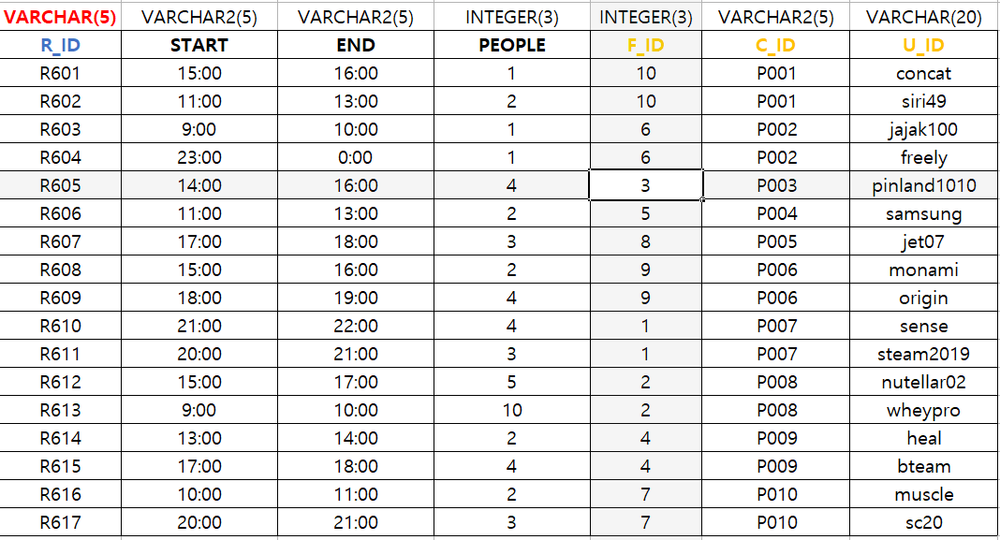 VARCHAR(5) VARCHAR2(5) VARCHAR2(5) INTEGER(3) INTEGER(3) VARCHAR2(5) VARCHAR(20)
R_ID START END PEOPLE F_ID C_ID U_ID
R601 15:00 16:00 1 10 P001 concat
R602 11:00 13:00 2 10 P001 siri49
R603 9:00 10:00 1 6 P002 jajak100
R604 23:00 0:00 1 6 P002 freely
R605 14:00 16:00 4 3 P003 pinland1010
R606 11:00 13:00 2 5 P004 samsung
R607 17:00 18:00 3 8 P005 jet07
R608 15:00 16:00 2 9 P006 monami
R609 18:00 19:00 4 9 P006 origin
R610 21:00 22:00 4 1 P007 sense
R611 20:00 21:00 3 1 P007 steam2019
R612 15:00 17:00 5 2 P008 nutellar02
R613 9:00 10:00 10 2 P008 wheypro
R614 13:00 14:00 2 4 P009 heal
R615 17:00 18:00 4 4 P009 bteam
R616 10:00 11:00 2 7 P010 muscle
R617 20:00 21:00 3 7 P010 sc20